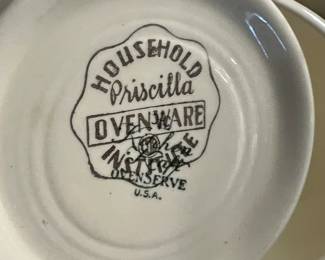 HOUSEHOLD
Priscilla
OVENWARE
INSTITUTE
OVENSERVE
U.S.A.